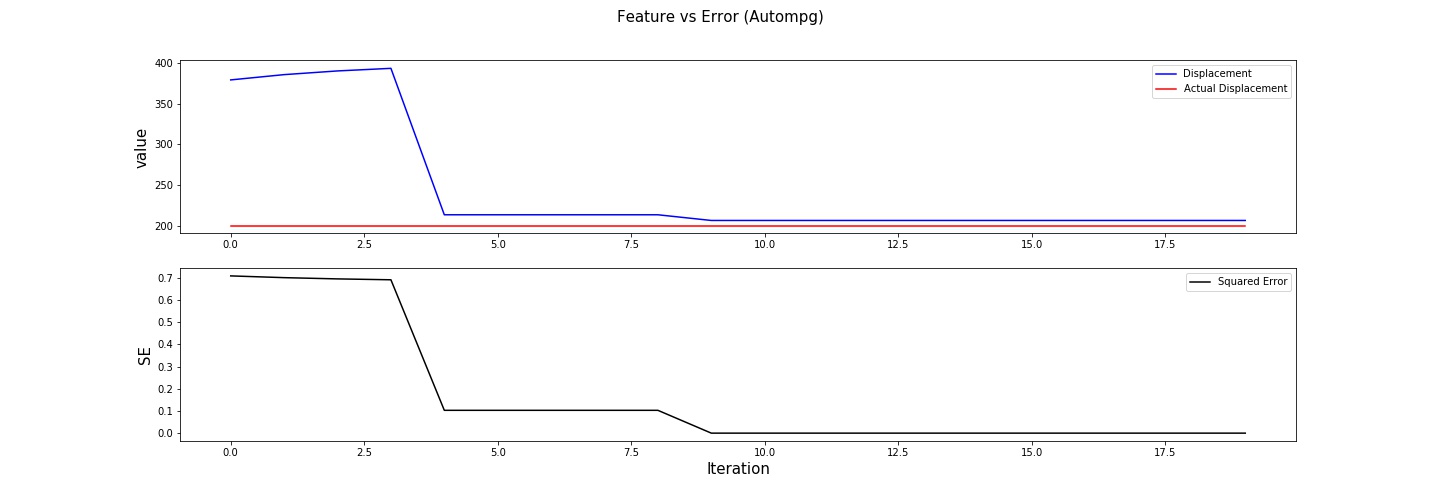 Feature vs Error (Autompg)
400
350
300
250
200
value
Displacement
Actual Displacement
0.0 2.5 5.0 7.5 10.0 12.5 15.0 17.5
0.7
0.6
0.5
0.4
0.3
0.2
0.1
0.0
SE
Squared Error
0.0 2.5 5.0 7.5 10.0 12.5 15.0 17.5
Iteration